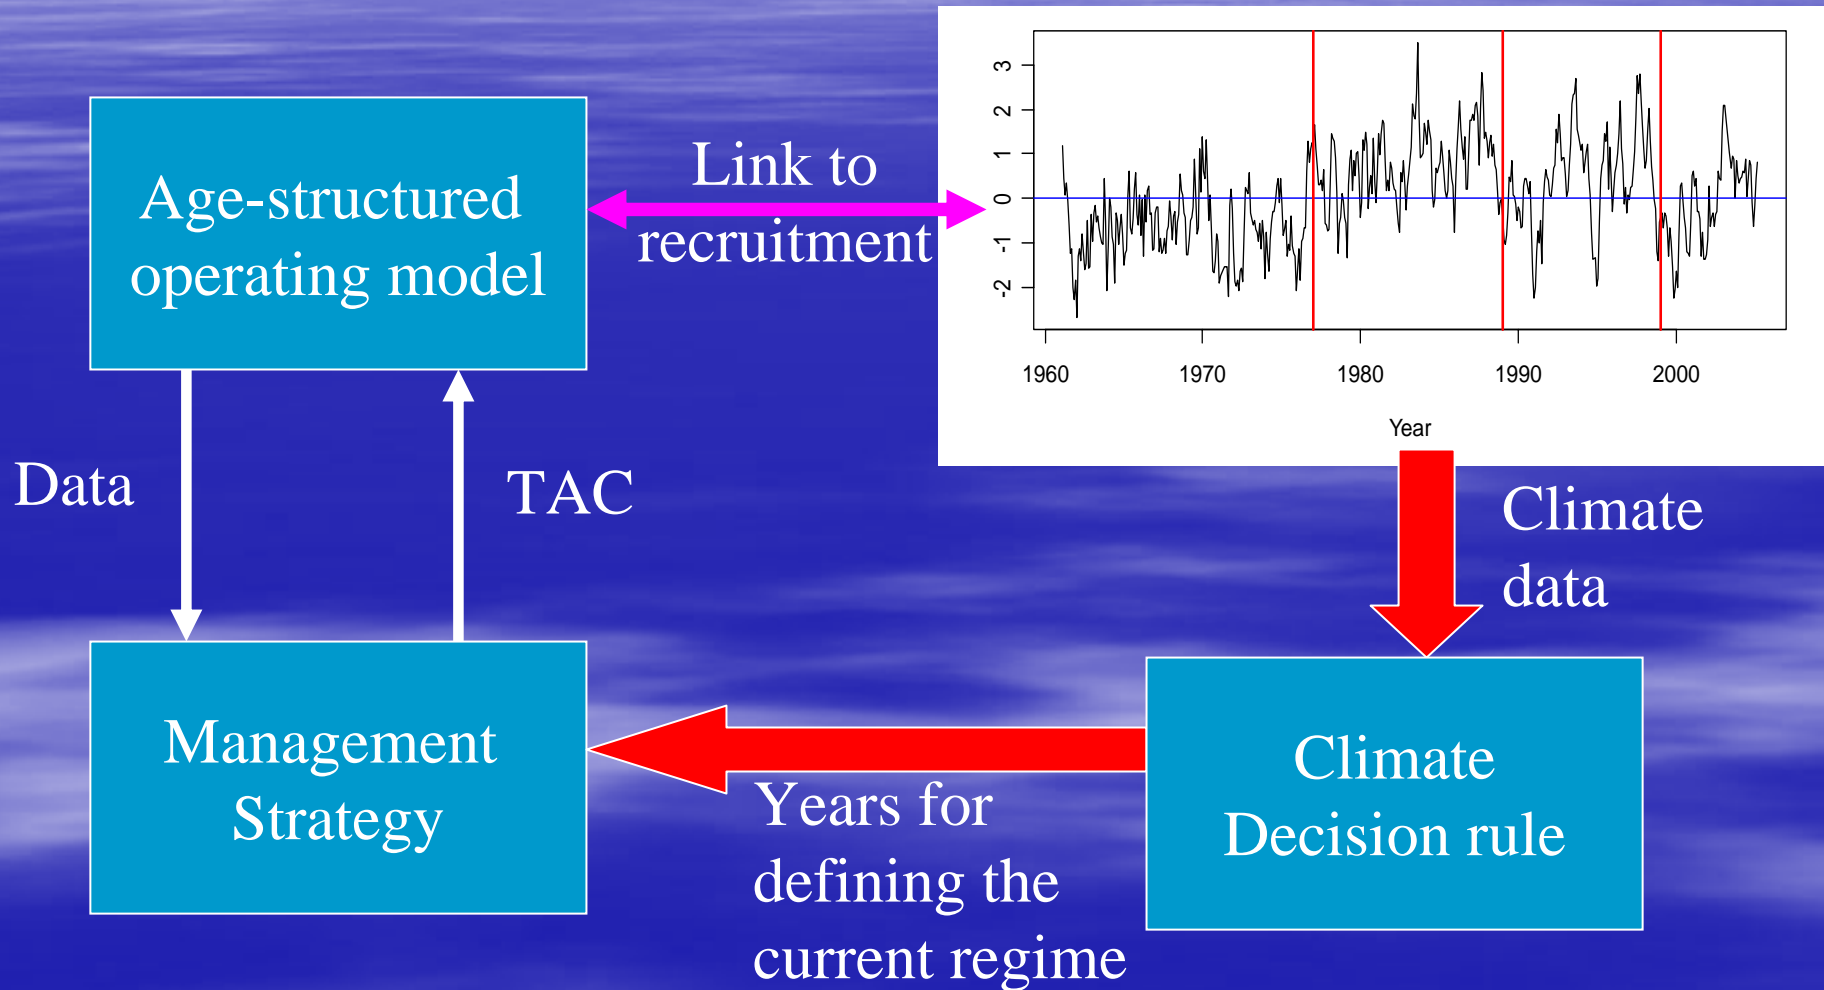 Age-structured
operating model
Link to
recruitment
3
2
1
0
-1
-2
1960 1970 1980 1990 2000
Year
Data
TAC
Climate
data
Management
Strategy
Years for
defining the
current regime
Climate
Decision rule